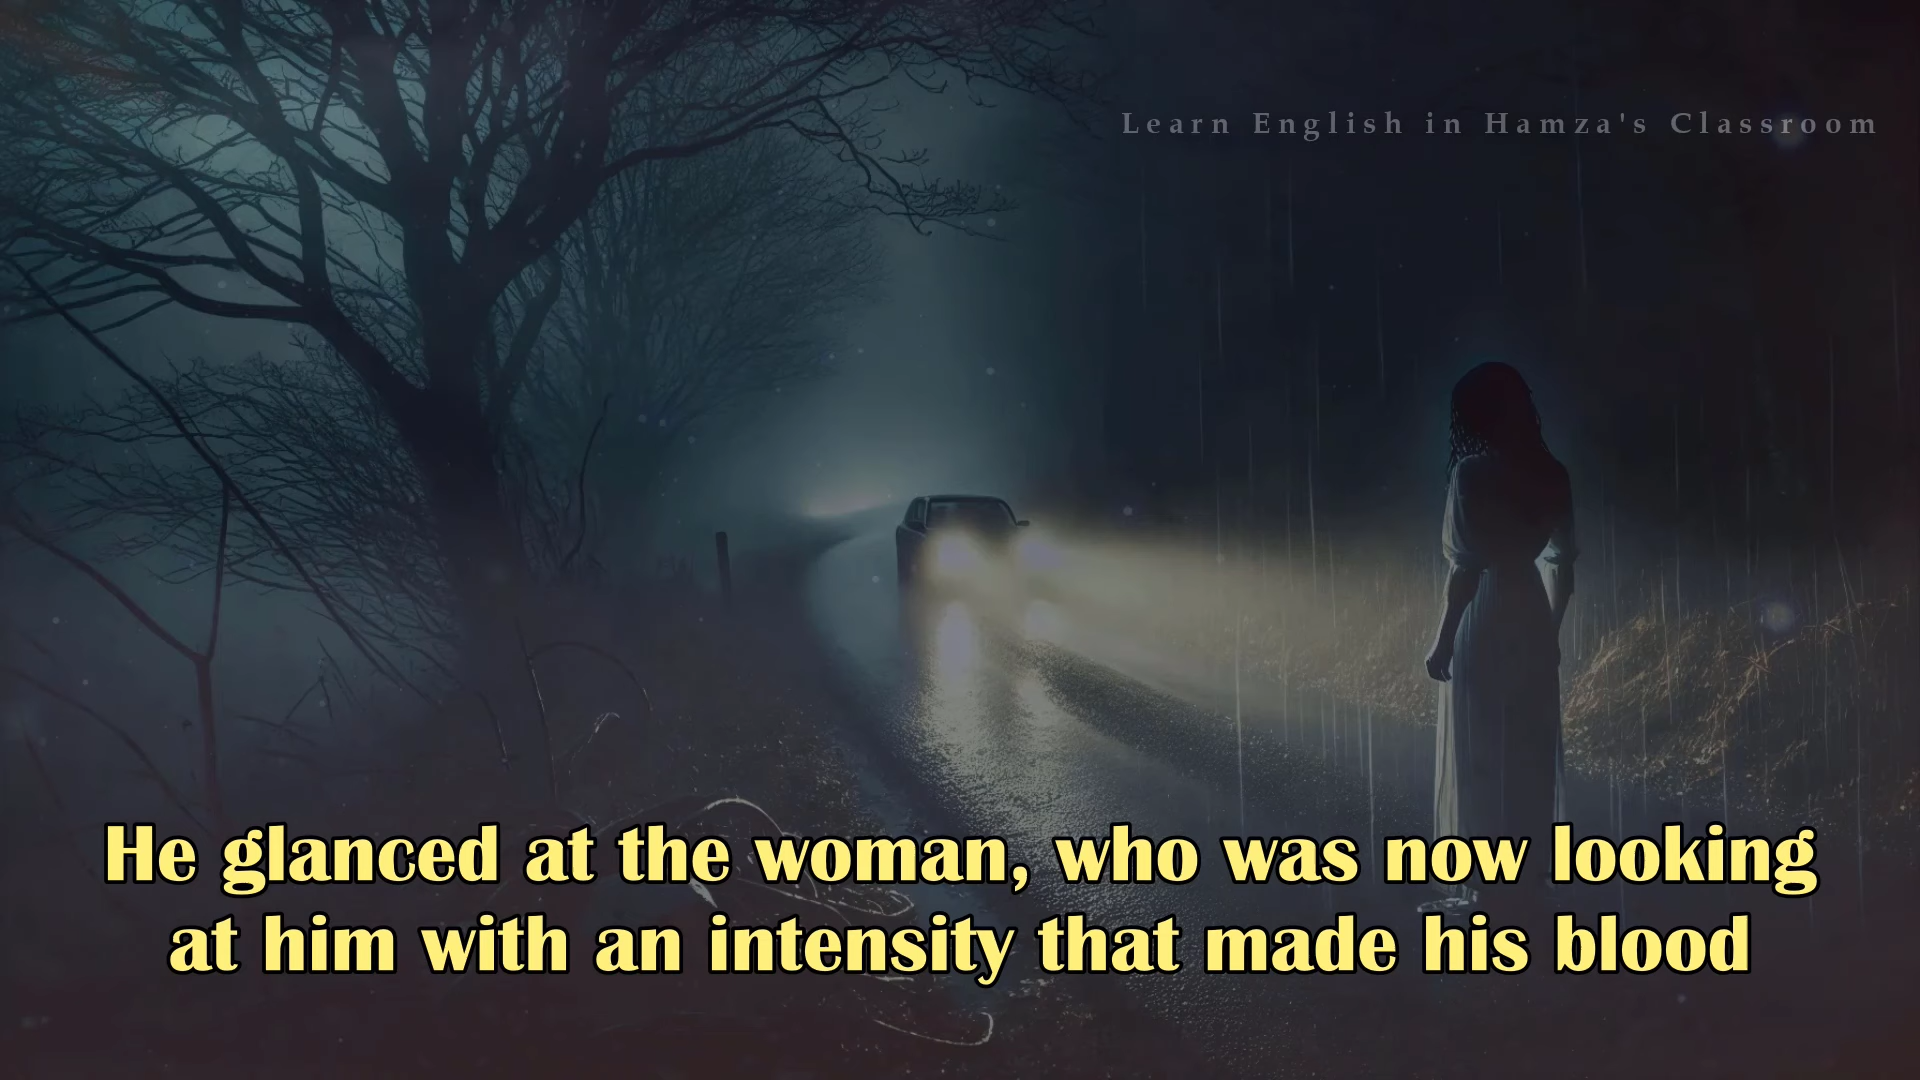 Learn English in Hamza's Classroom
He glanced at the woman, who was now looking
at him with an intensity that made his blood